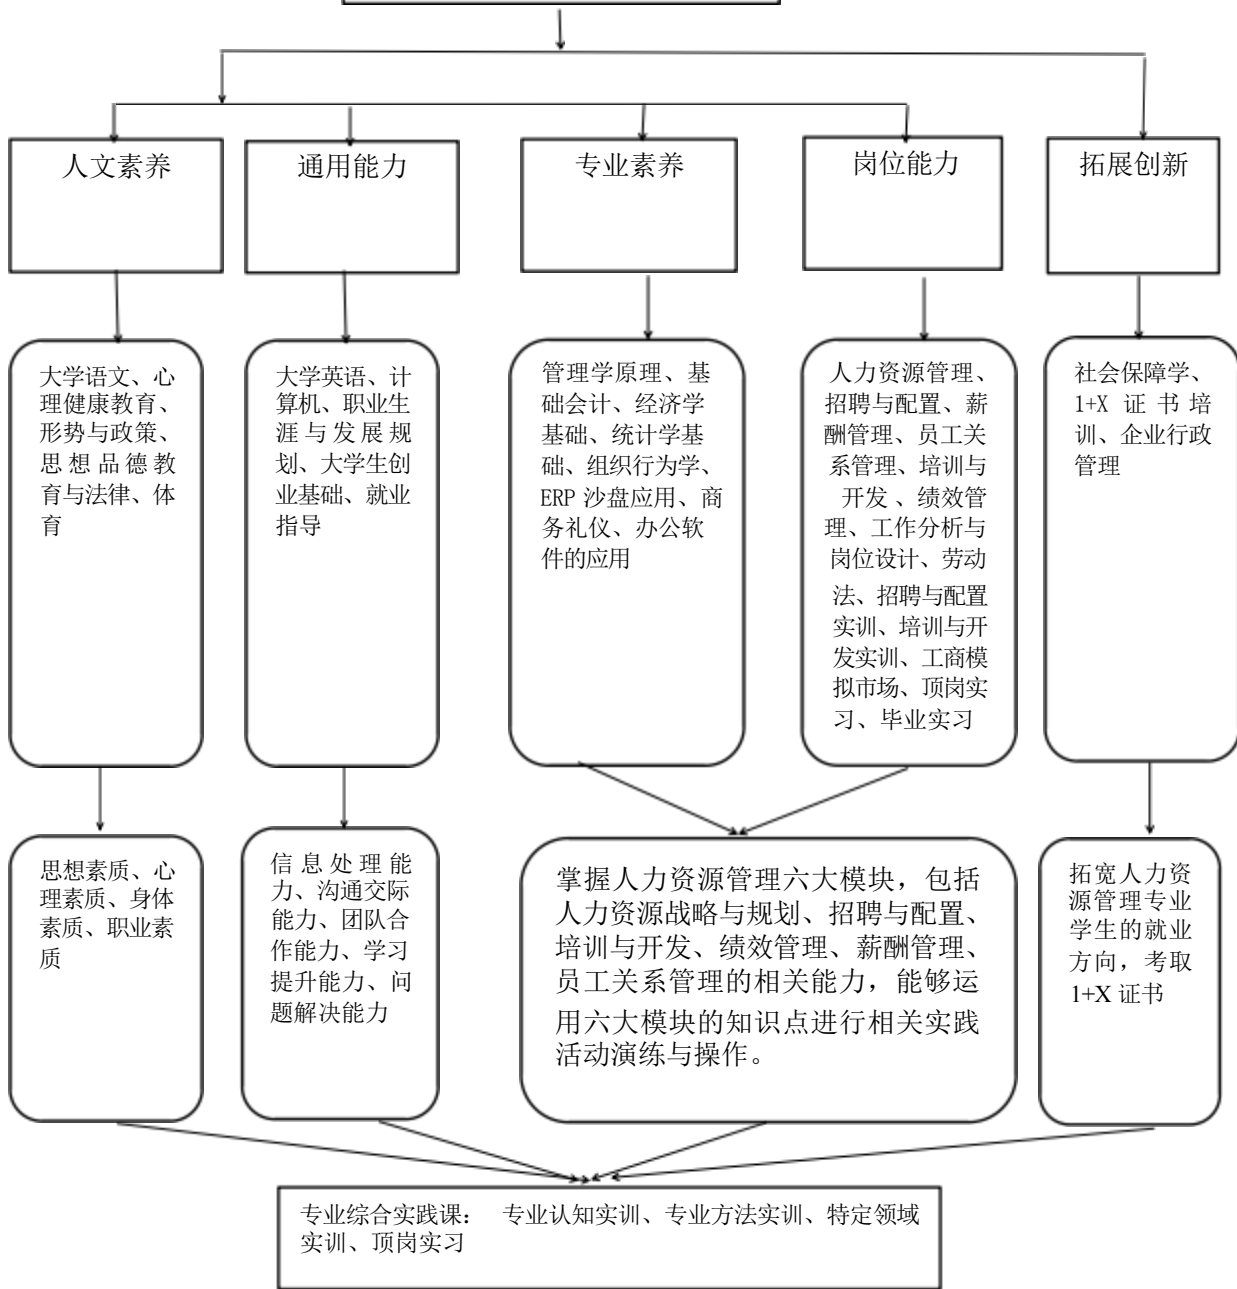 人文素养
通用能力
专业素养
岗位能力
拓展创新
大学语文、心
理健康教育、
形势与政策、
思想品德教
育与法律、体
育
大学英语、计
算机、职业生
涯与发展规
划、大学生创
业基础、就业
指导
管理学原理、基
础会计、经济学
基础、统计学基
础、组织行为学、
ERP 沙盘应用、商
务礼仪、办公软
件的应用
人力资源管理、
招聘与配置、薪
酬管理、员工关
系管理、培训与
开发、绩效管
理、工作分析与
岗位设计、劳动
法、招聘与配置
实训、培训与开
发实训、工商模
拟市场、顶岗实
习、毕业实习
社会保障学、
1+X 证书培
训、企业行政
管理
思想素质、心
理素质、身体
素质、职业素
质
信息处理能
力、沟通交际
能力、团队合
作能力、学习
提升能力、问
题解决能力
掌握人力资源管理六大模块，包括
人力资源战略与规划、招聘与配置、
培训与开发、绩效管理、薪酬管理、
员工关系管理的相关能力，能够运
用六大模块的知识点进行相关实践
活动演练与操作。
拓宽人力资
源管理专业
学生的就业
方向，考取
1+X 证书
专业综合实践课： 专业认知实训、专业方法实训、特定领域
实训、顶岗实习